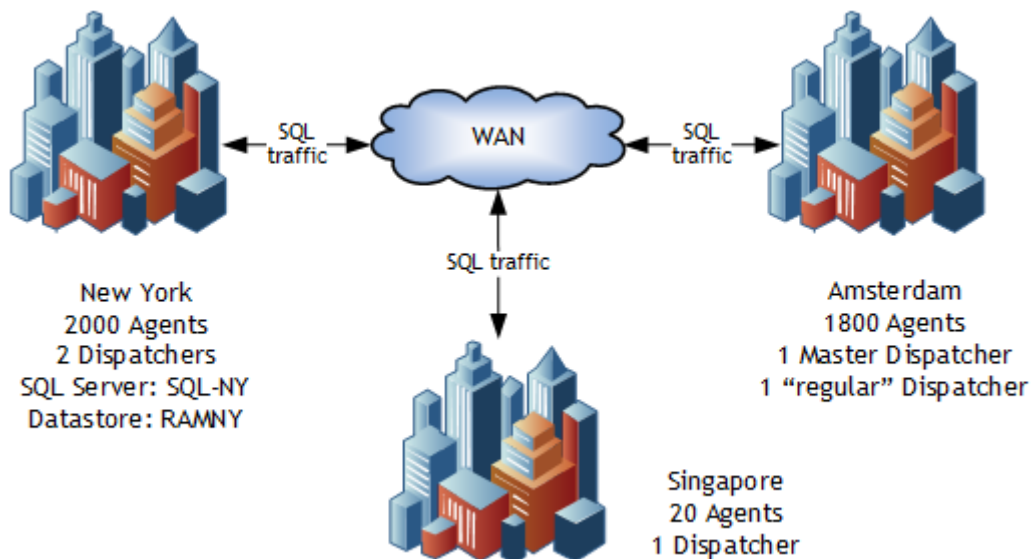 WAN
SQL
traffic
SQL
traffic
SQL traffic
New York
2000 Agents
2 Dispatchers
SQL Server: SQL-NY
Datastore: RAMNY
Amsterdam
1800 Agents
1 Master Dispatcher
1 “regular” Dispatcher
Singapore
20 Agents
1 Dispatcher